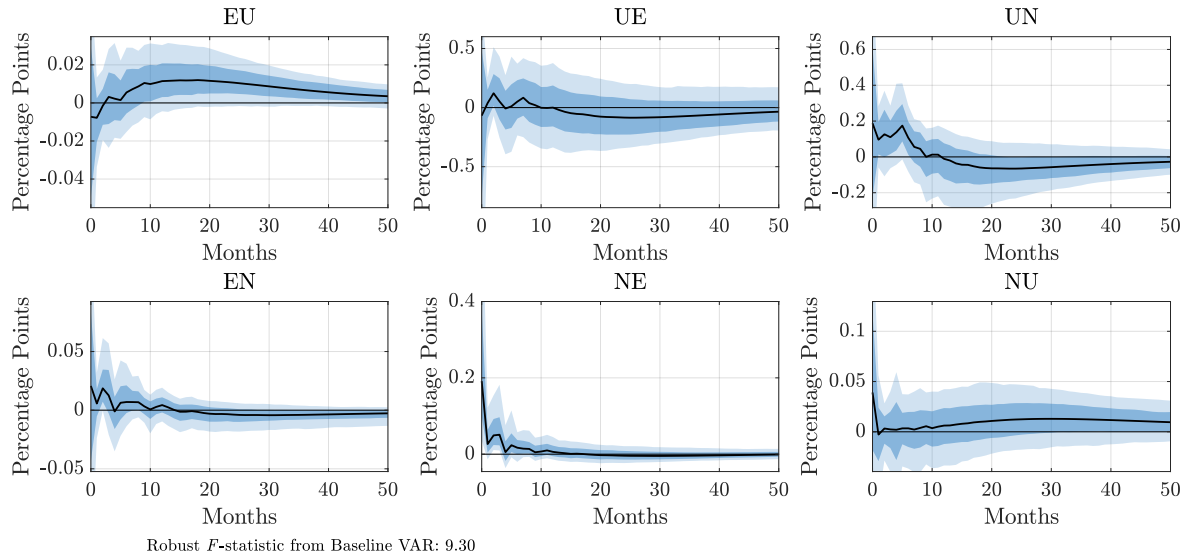 EU
UE
UN
Percentage Points
0.02
0
-0.02
-0.04
0 10 20 30 40 50
Months
Percentage Points
0.5
0
-0.5
0 10 20 30 40 50
Months
Percentage Points
0.6
0.4
0.2
0
-0.2
0 10 20 30 40 50
Months
EN
NE
NU
Percentage Points
0.05
0
-0.05
0 10 20 30 40 50
Months
Percentage Points
0.4
0.2
0
0 10 20 30 40 50
Months
Percentage Points
0.1
0.05
0
0 10 20 30 40 50
Months
Robust F-statistic from Baseline VAR: 9.30